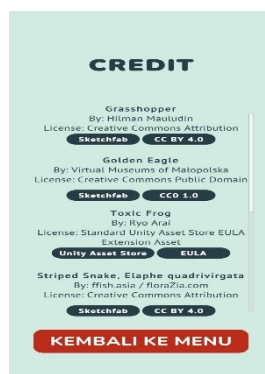 CREDIT
Grasshopper
By: Hilman Mauludin
License: Creative Commons Attribution
Sketchfab CC BY 4.0
Golden Eagle
By: Virtual Museums of Małopolska
License: Creative Commons Public Domain
Sketchfab CC0 1.0
Toxic Frog
By: Ryo Arai
License: Standard Unity Asset Store EULA
Extension Asset
Unity Asset Store EULA
Striped Snake, Elaphe quadrivirgata
By: ffish.asia / floraZia.com
License: Creative Commons Attribution
Sketchfab CC BY 4.0
KEMBALI KE MENU